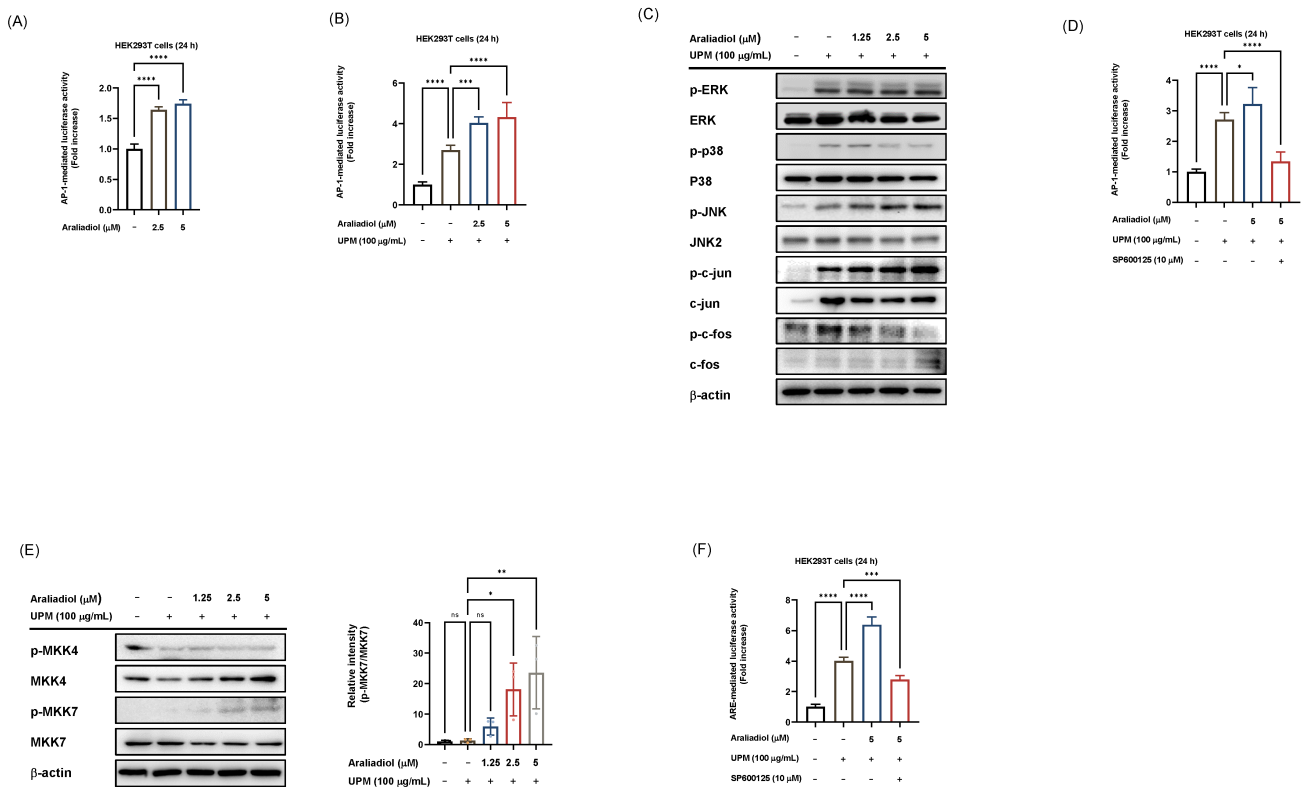 (A)
HEK293T cells (24 h)
****
****
AP-1-mediated luciferase activity
(Fold increase)
2.0
1.5
1.0
0.5
0.0
Araliadiol (μM) – 2.5 5
(B)
HEK293T cells (24 h)
****
**** ***
AP-1-mediated luciferase activity
(Fold increase)
6
4
2
0
Araliadiol (μM) – – 2.5 5
UPM (100 μg/mL) – + + +
(C)
Araliadiol (μM) – – 1.25 2.5 5
UPM (100 μg/mL) – + + + +
p-ERK
ERK
p-p38
P38
p-JNK
JNK2
p-c-jun
c-jun
p-c-fos
c-fos
β-actin
(D)
HEK293T cells (24 h)
****
**** *
AP-1-mediated luciferase activity
(Fold increase)
4
3
2
1
0
Araliadiol (μM) – – 5 5
UPM (100 μg/mL) – + + +
SP600125 (10 μM) – – – +
(E)
Araliadiol (μM) – – 1.25 2.5 5
UPM (100 μg/mL) – + + + +
p-MKK4
MKK4
p-MKK7
MKK7
β-actin
**
*
ns ns
Relative intensity
(p-MKK7/MKK7)
40
30
20
10
0
Araliadiol (μM) – – 1.25 2.5 5
UPM (100 μg/mL) – + + + +
(F)
HEK293T cells (24 h)
***
**** ****
ARE-mediated luciferase activity
(Fold increase)
8
6
4
2
0
Araliadiol (μM) – – 5 5
UPM (100 μg/mL) – + + +
SP600125 (10 μM) – – – +